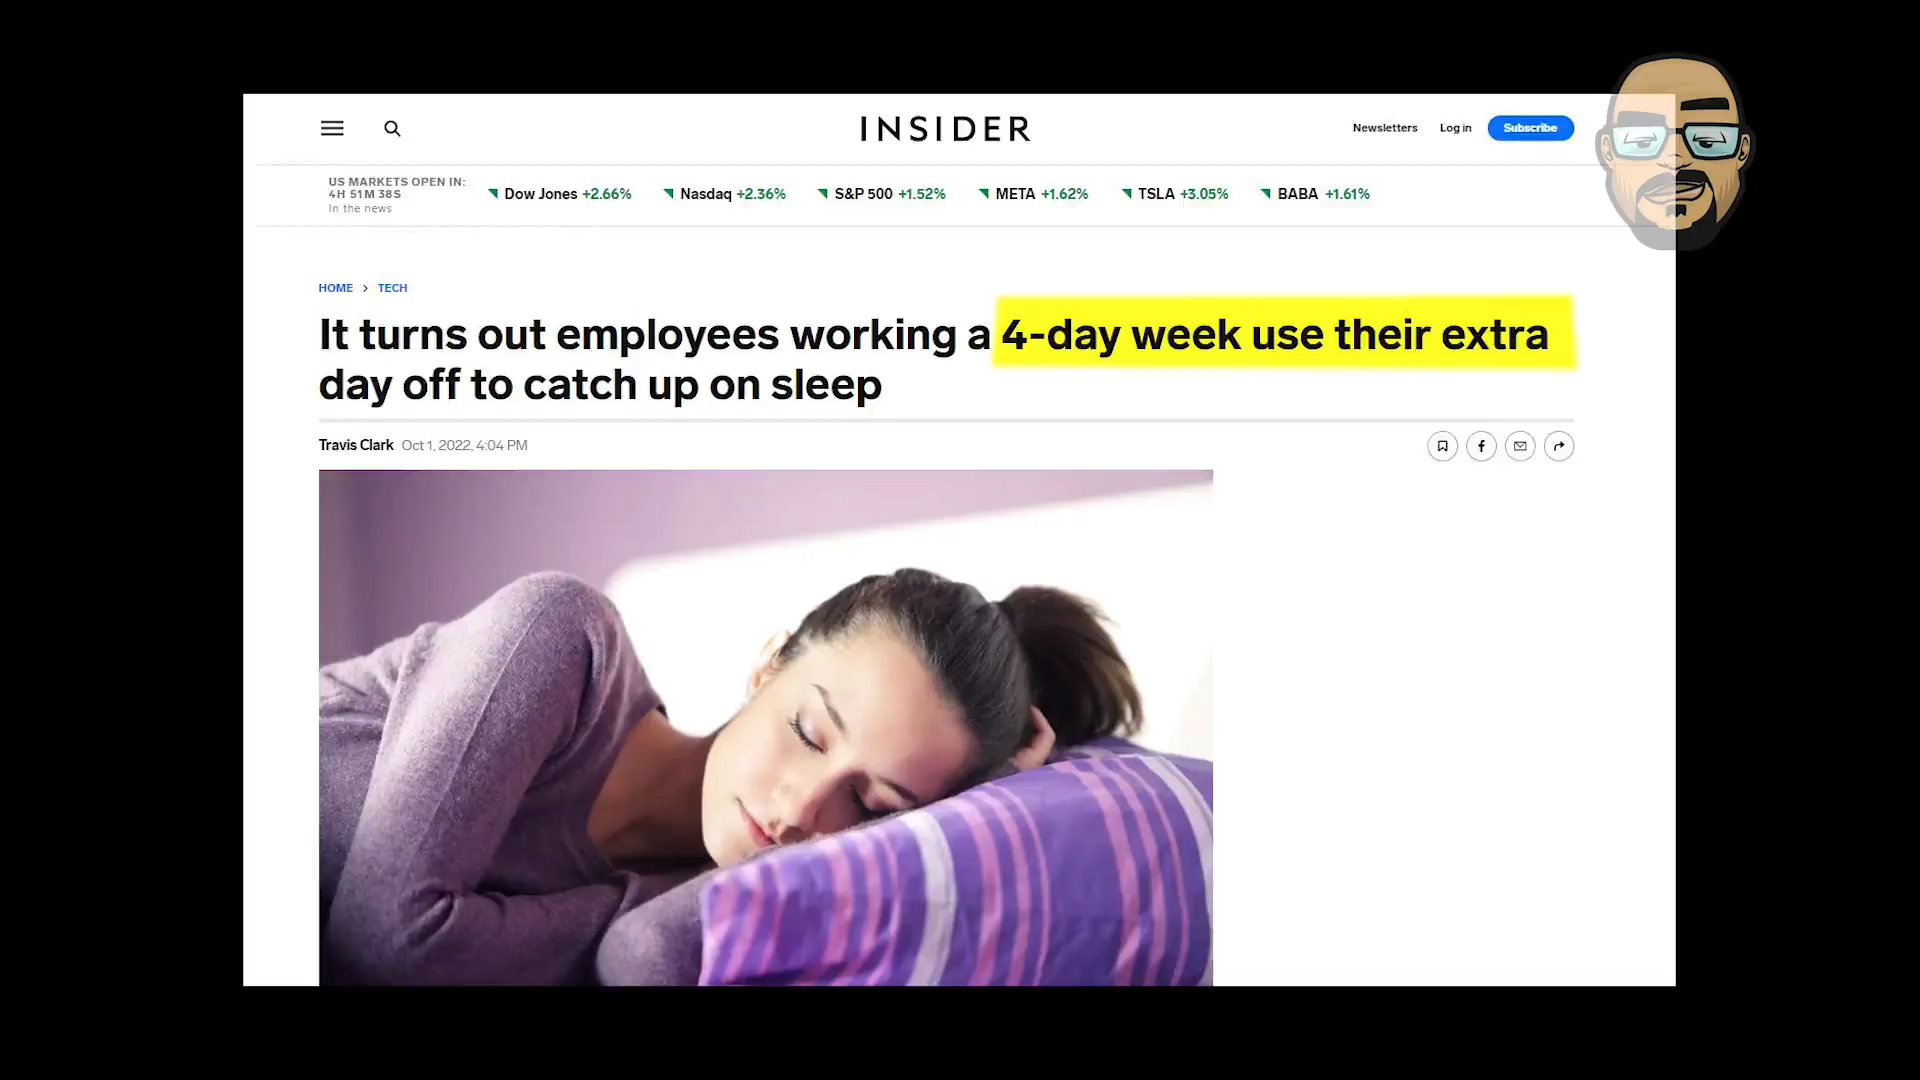 INSIDER
Newsletters Log in Subscribe
US MARKETS OPEN IN:
4H 51M 38S
In the news
Dow Jones +2.66% Nasdaq +2.36% S&P 500 +1.52% META +1.62% TSLA +3.05% BABA +1.61%
HOME > TECH
It turns out employees working a 4-day week use their extra
day off to catch up on sleep
Travis Clark Oct 1, 2022, 4:04 PM